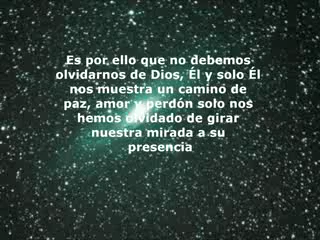 Es por ello que no debemos
olvidarnos de Dios, Él y solo Él
nos muestra un camino de
paz, amor y perdón solo nos
hemos olvidado de girar
nuestra mirada a su
presencia